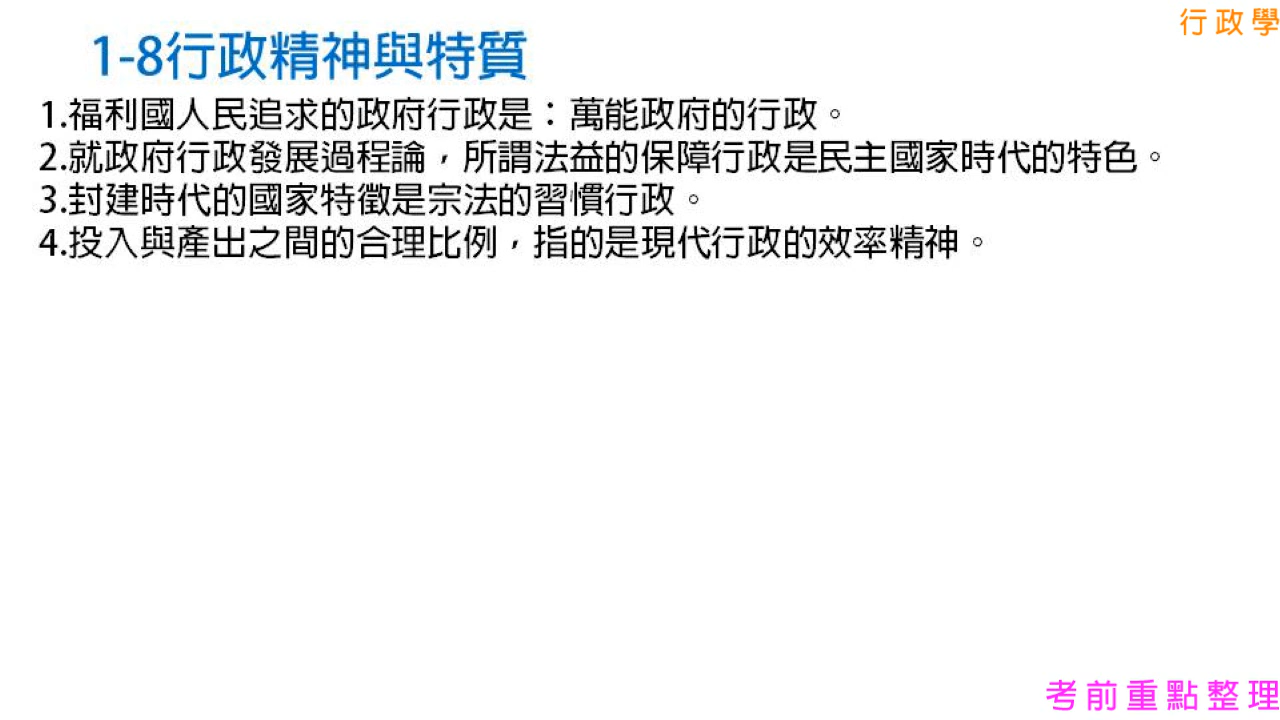 行政學
1-8行政精神與特質
1.福利國人民追求的政府行政是：萬能政府的行政。
2.就政府行政發展過程論，所謂法益的保障行政是民主國家時代的特色。
3.封建時代的國家特徵是宗法的習慣行政。
4.投入與產出之間的合理比例，指的是現代行政的效率精神。
考前重點整理